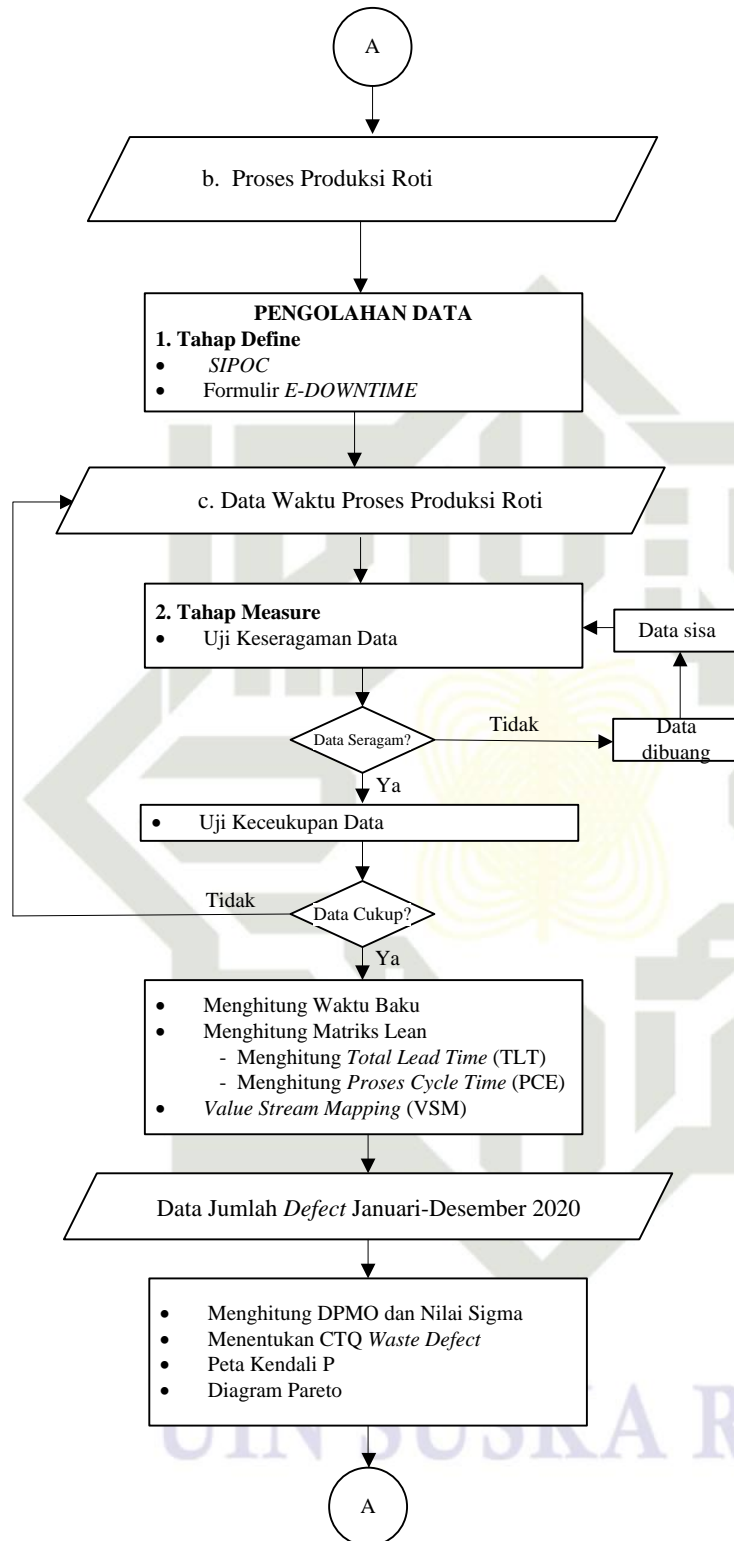 A
b. Proses Produksi Roti
PENGOLAHAN DATA
1. Tahap Define
• SIPOC
• Formulir E-DOWNTIME
c. Data Waktu Proses Produksi Roti
2. Tahap Measure
• Uji Keseragaman Data
Data sisa
Data Seragam?
Tidak
Data
dibuang
Ya
• Uji Keceukupan Data
Tidak
Data Cukup?
Ya
• Menghitung Waktu Baku
• Menghitung Matriks Lean
- Menghitung Total Lead Time (TLT)
- Menghitung Proses Cycle Time (PCE)
• Value Stream Mapping (VSM)
Data Jumlah Defect Januari-Desember 2020
• Menghitung DPMO dan Nilai Sigma
• Menentukan CTQ Waste Defect
• Peta Kendali P
• Diagram Pareto
UIN SUSKA R
A